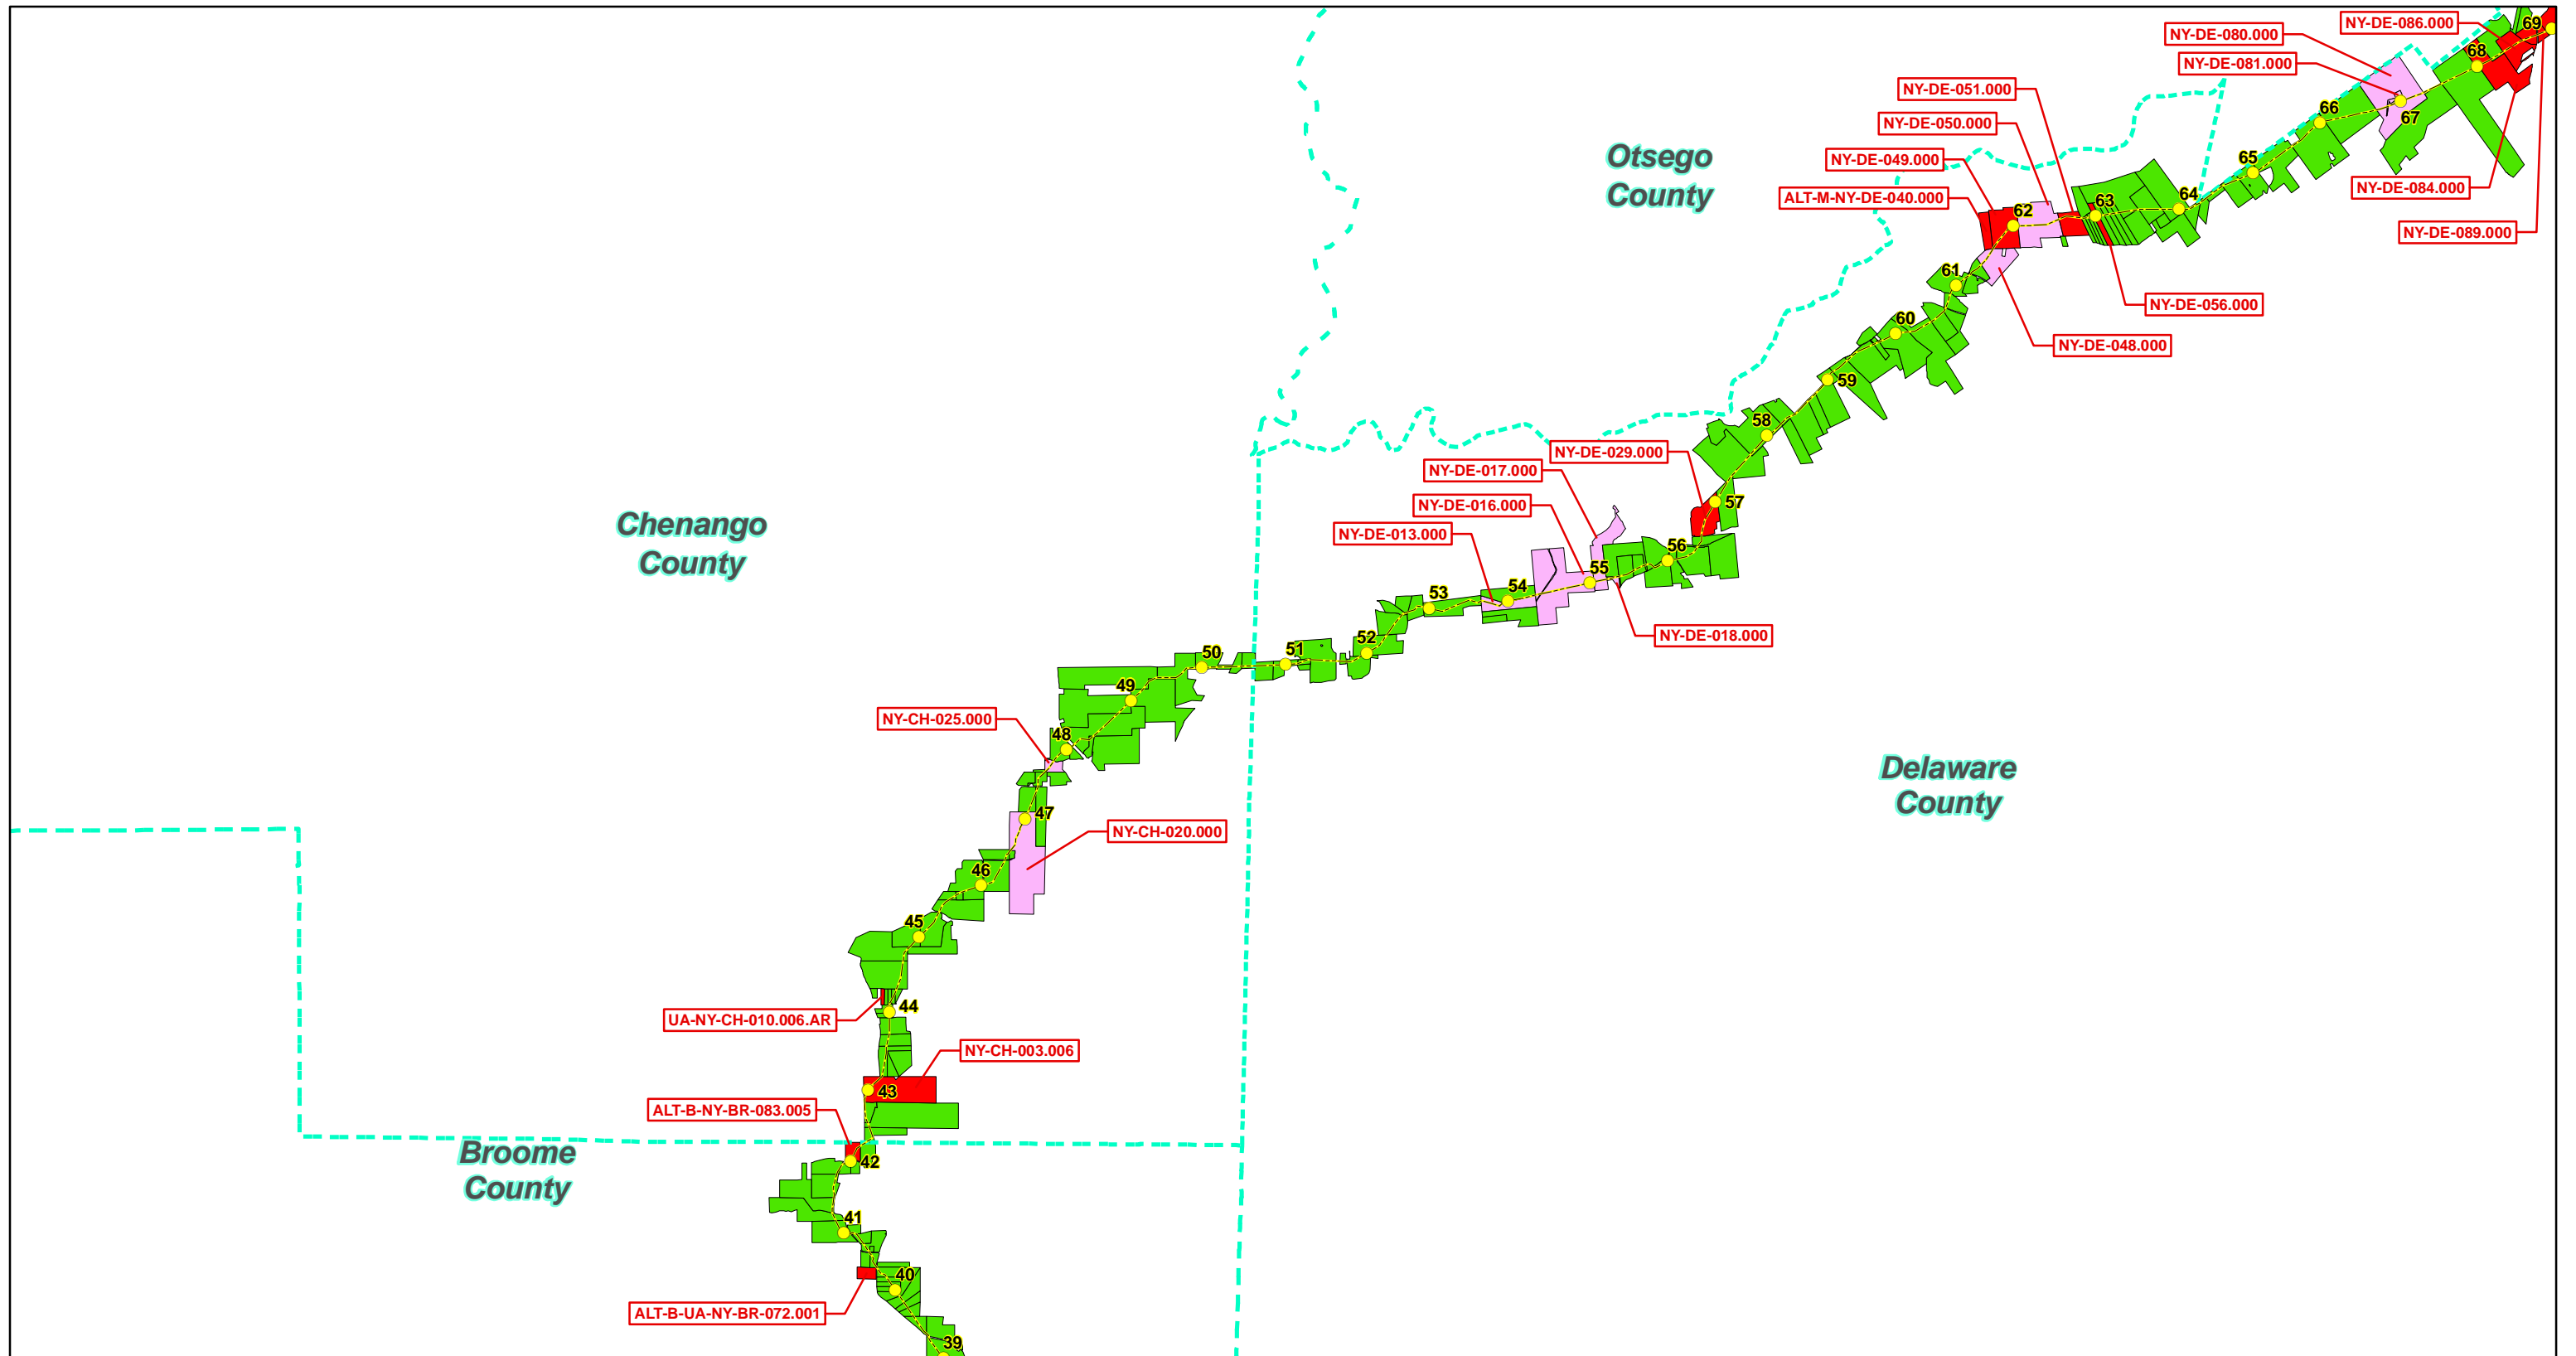 NY-DE-086.000
69
NY-DE-080.000
68
NY-DE-081.000
NY-DE-051.000
66
67
NY-DE-050.000
Otsego
County
NY-DE-049.000
65
NY-DE-084.000
ALT-M-NY-DE-040.000
62
63
64
NY-DE-089.000
61
NY-DE-056.000
60
NY-DE-048.000
59
58
NY-DE-029.000
NY-DE-017.000
57
NY-DE-016.000
Chenango
County
NY-DE-013.000
56
55
54
53
NY-DE-018.000
52
51
50
49
NY-CH-025.000
48
Delaware
County
47
NY-CH-020.000
46
45
44
UA-NY-CH-010.006.AR
NY-CH-003.006
43
ALT-B-NY-BR-083.005
Broome
County
42
41
40
ALT-B-UA-NY-BR-072.001
39